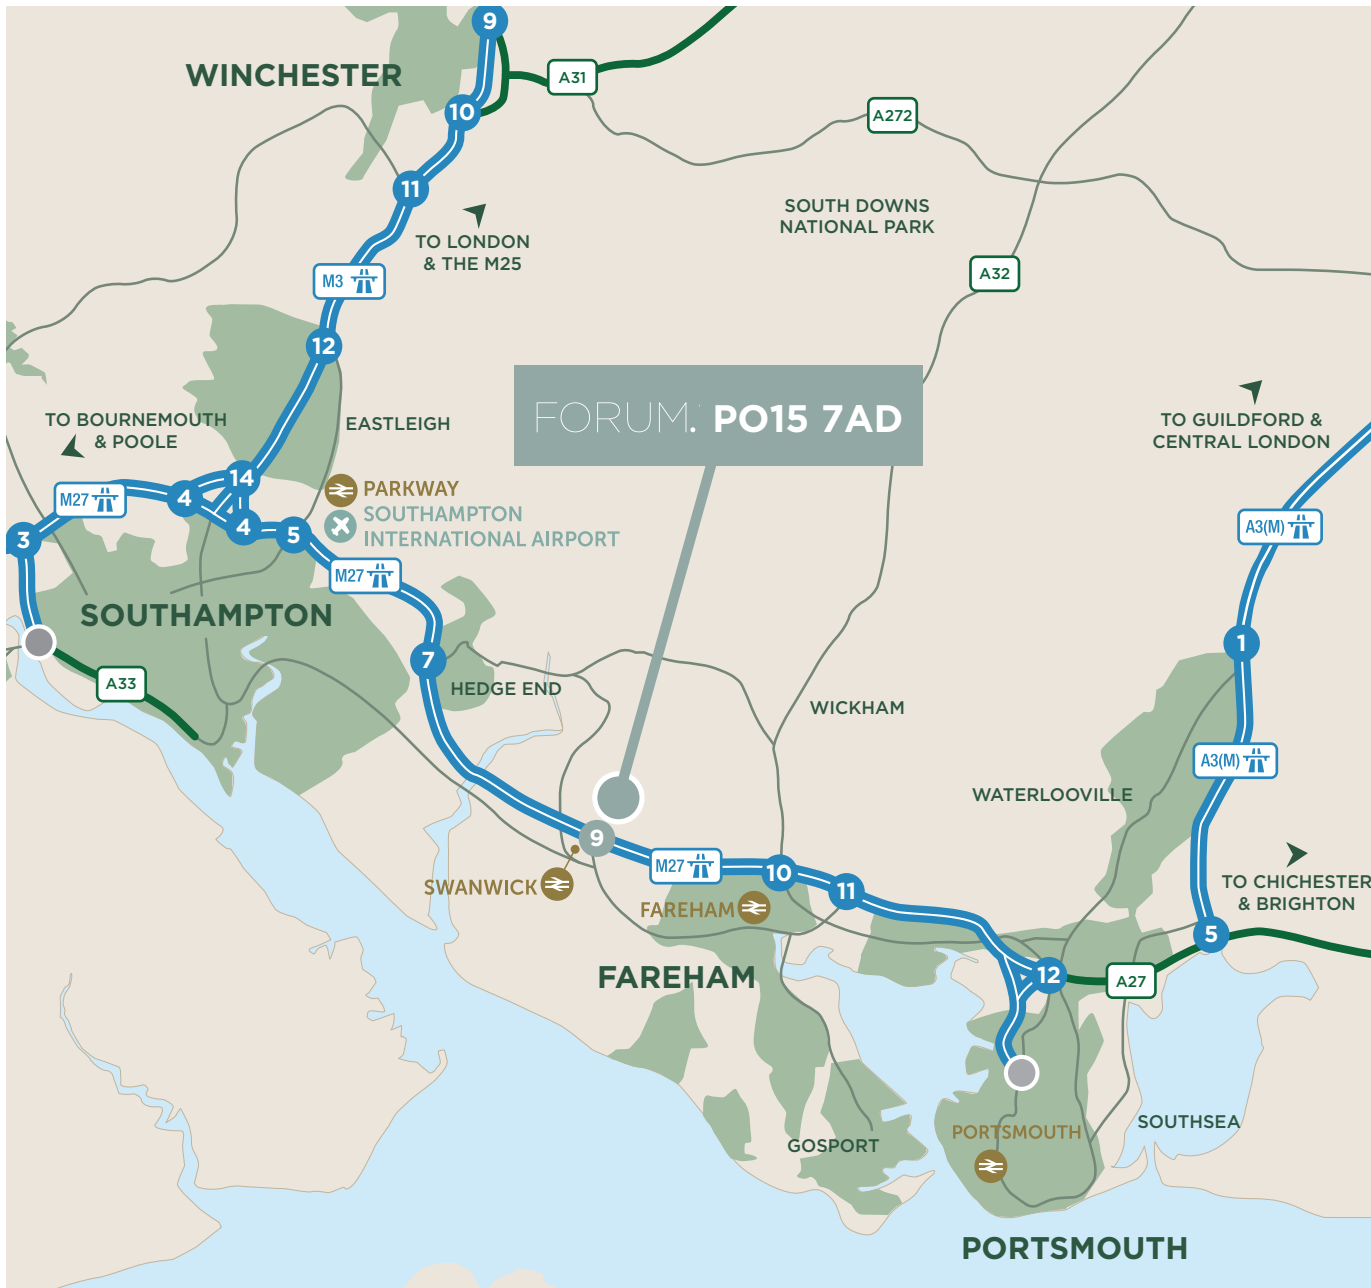 9
WINCHESTER
A31
10
A272
11
SOUTH DOWNS
NATIONAL PARK
TO LONDON
& THE M25
M3
A32
12
FORUM. PO15 7AD
TO BOURNEMOUTH
& POOLE
EASTLEIGH
TO GUILDFORD &
CENTRAL LONDON
14
PARKWAY
M27
4
SOUTHAMPTON
INTERNATIONAL AIRPORT
A3(M)
3
4
5
M27
SOUTHAMPTON
1
7
A33
HEDGE END
WICKHAM
A3(M)
WATERLOOVILLE
9
M27
10
11
SWANWICK
TO CHICHESTER
& BRIGHTON
FAREHAM
5
FAREHAM
12
A27
SOUTHSEA
PORTSMOUTH
GOSPORT
PORTSMOUTH